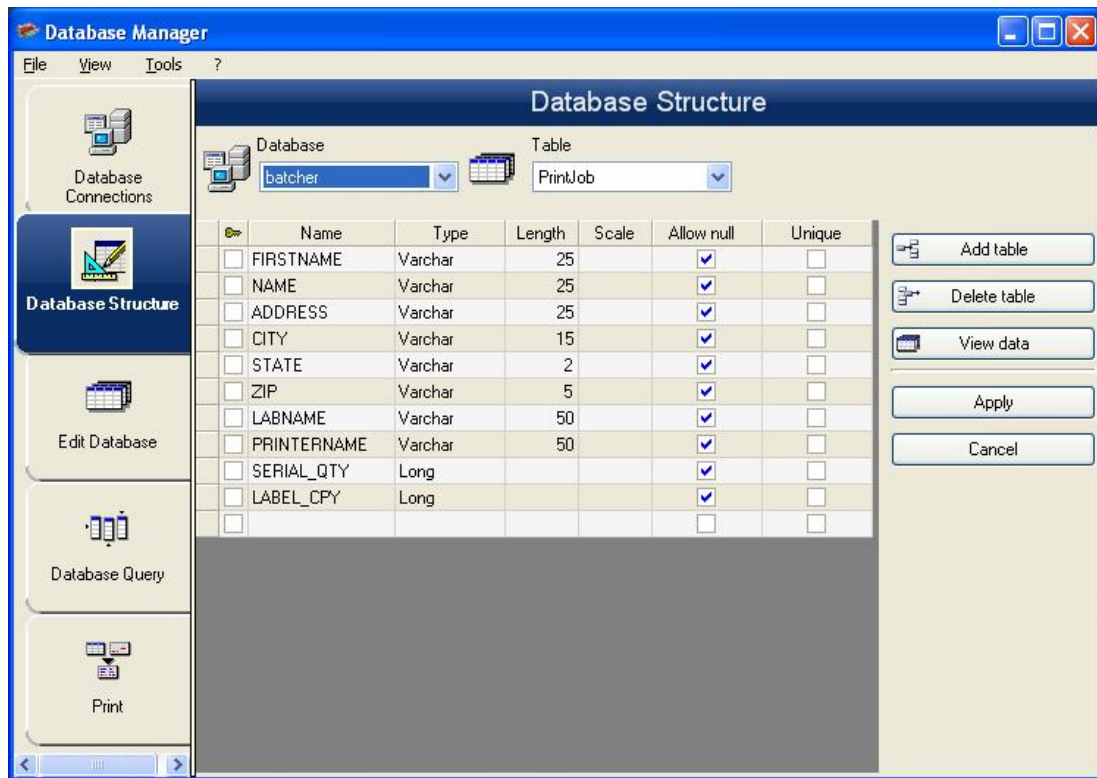 Database Manager
File View Tools ?
Database Structure
Database Connections
Database Structure
Edit Database
Database Query
Print
Database Table
batcher PrintJob
Name Type Length Scale Allow null Unique
FIRSTNAME Varchar 25
NAME Varchar 25
ADDRESS Varchar 25
CITY Varchar 15
STATE Varchar 2
ZIP Varchar 5
LABNAME Varchar 50
PRINTERNAME Varchar 50
SERIAL_QTY Long
LABEL_CPY Long
Add table
Delete table
View data
Apply
Cancel